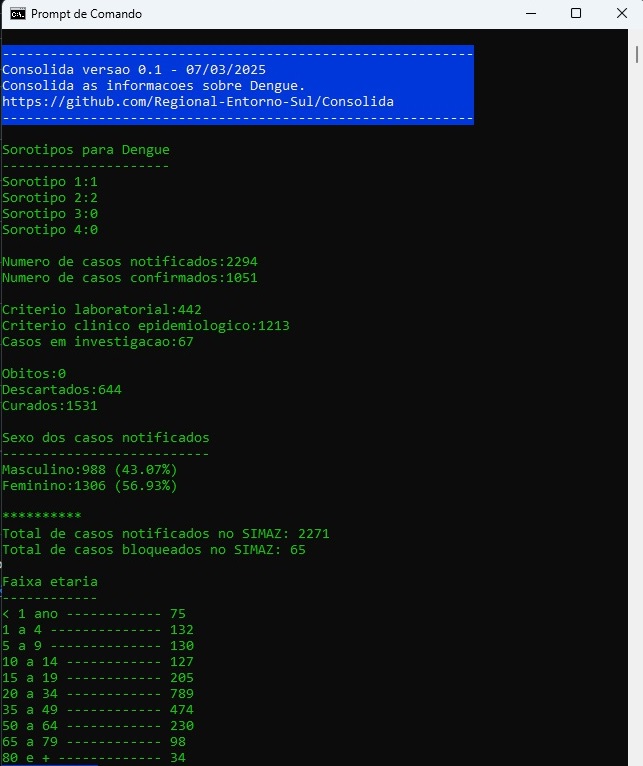 Prompt de Comando
-----------------------------------------------------------
Consolida versao 0.1 - 07/03/2025
Consolida as informacoes sobre Dengue.
https://github.com/Regional-Entorno-Sul/Consolida
-----------------------------------------------------------
Sorotipos para Dengue
---------------------
Sorotipo 1:1
Sorotipo 2:2
Sorotipo 3:0
Sorotipo 4:0
Numero de casos notificados:2294
Numero de casos confirmados:1051
Criterio laboratorial:442
Criterio clinico epidemiologico:1213
Casos em investigacao:67
Obitos:0
Descartados:644
Curados:1531
Sexo dos casos notificados
--------------------------
Masculino:988 (43.07%)
Feminino:1306 (56.93%)
**********
Total de casos notificados no SIMAZ: 2271
Total de casos bloqueados no SIMAZ: 65
Faixa etaria
------------
< 1 ano ------------ 75
1 a 4 -------------- 132
5 a 9 -------------- 130
10 a 14 ------------ 127
15 a 19 ------------ 205
20 a 34 ------------ 789
35 a 49 ------------ 474
50 a 64 ------------ 230
65 a 79 ------------ 98
80 e + ------------- 34